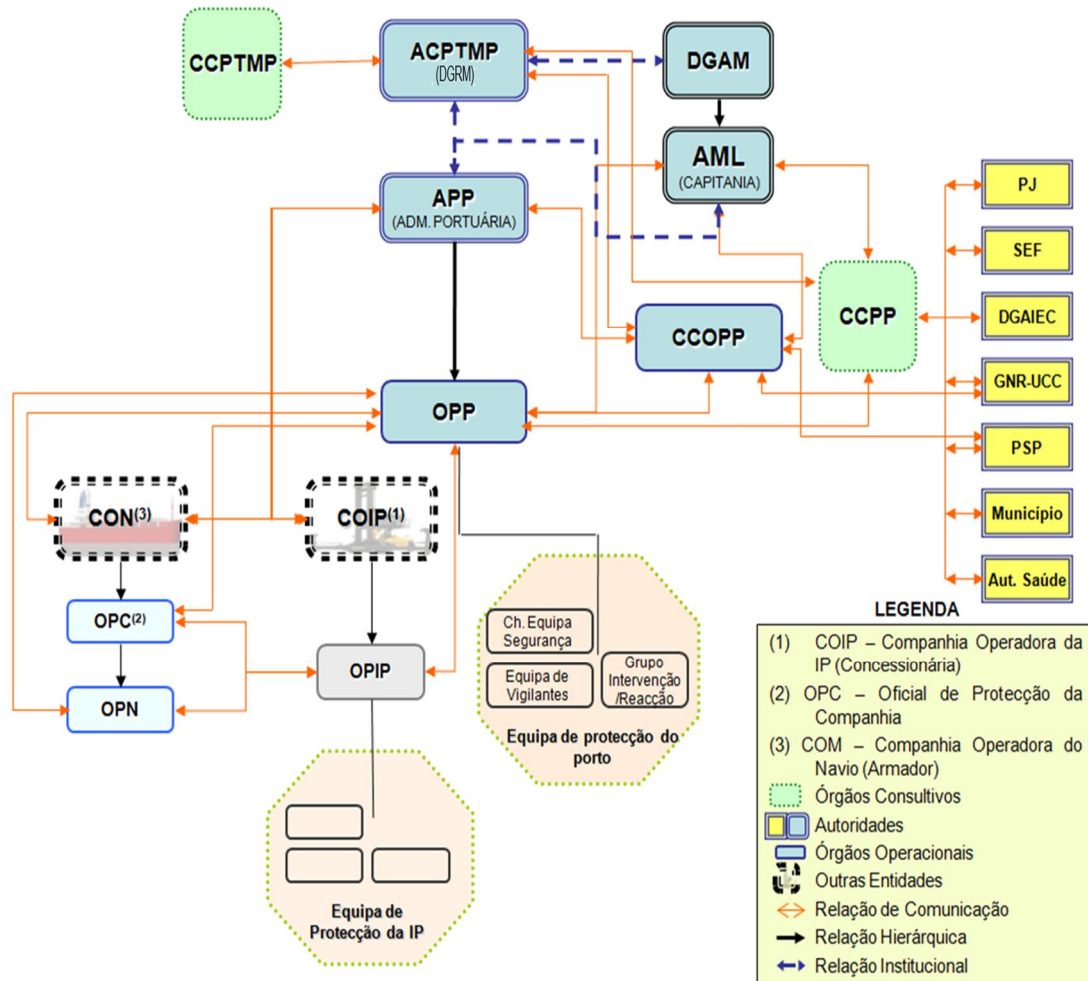 CCPTMP
ACPTMP
(DGRM)
DGAM
AML
(CAPITANIA)
APP
(ADM. PORTUÁRIA)
PJ
SEF
DGAIEC
GNR-UCC
PSP
Município
Aut. Saúde
CCPP
CCOPP
OPP
CON(3)
COIP(1)
OPC(2)
OPN
OPIP
Ch. Equipa
Segurança
Equipa de
Vigilantes
Grupo
Intervenção
/Reacção
Equipa de protecção do
porto
Equipa de
Protecção da IP
LEGENDA
(1) COIP – Companhia Operadora da
IP (Concessionária)
(2) OPC – Oficial de Protecção da
Companhia
(3) COM – Companhia Operadora do
Navio (Armador)
Órgãos Consultivos
Autoridades
Órgãos Operacionais
Outras Entidades
Relação de Comunicação
Relação Hierárquica
Relação Institucional